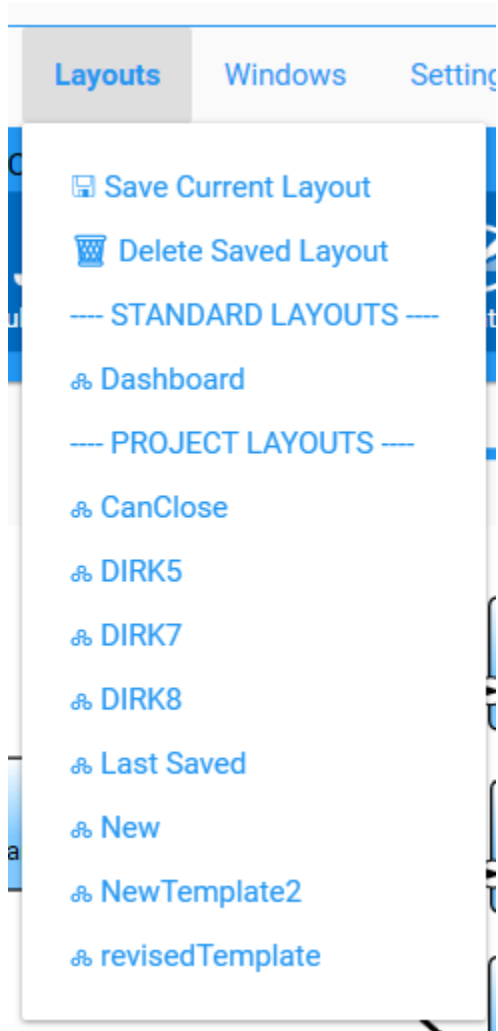 Layouts Windows Setting
Save Current Layout
Delete Saved Layout
---- STANDARD LAYOUTS ----
Dashboard
---- PROJECT LAYOUTS ----
CanClose
DIRK5
DIRK7
DIRK8
Last Saved
New
NewTemplate2
revisedTemplate